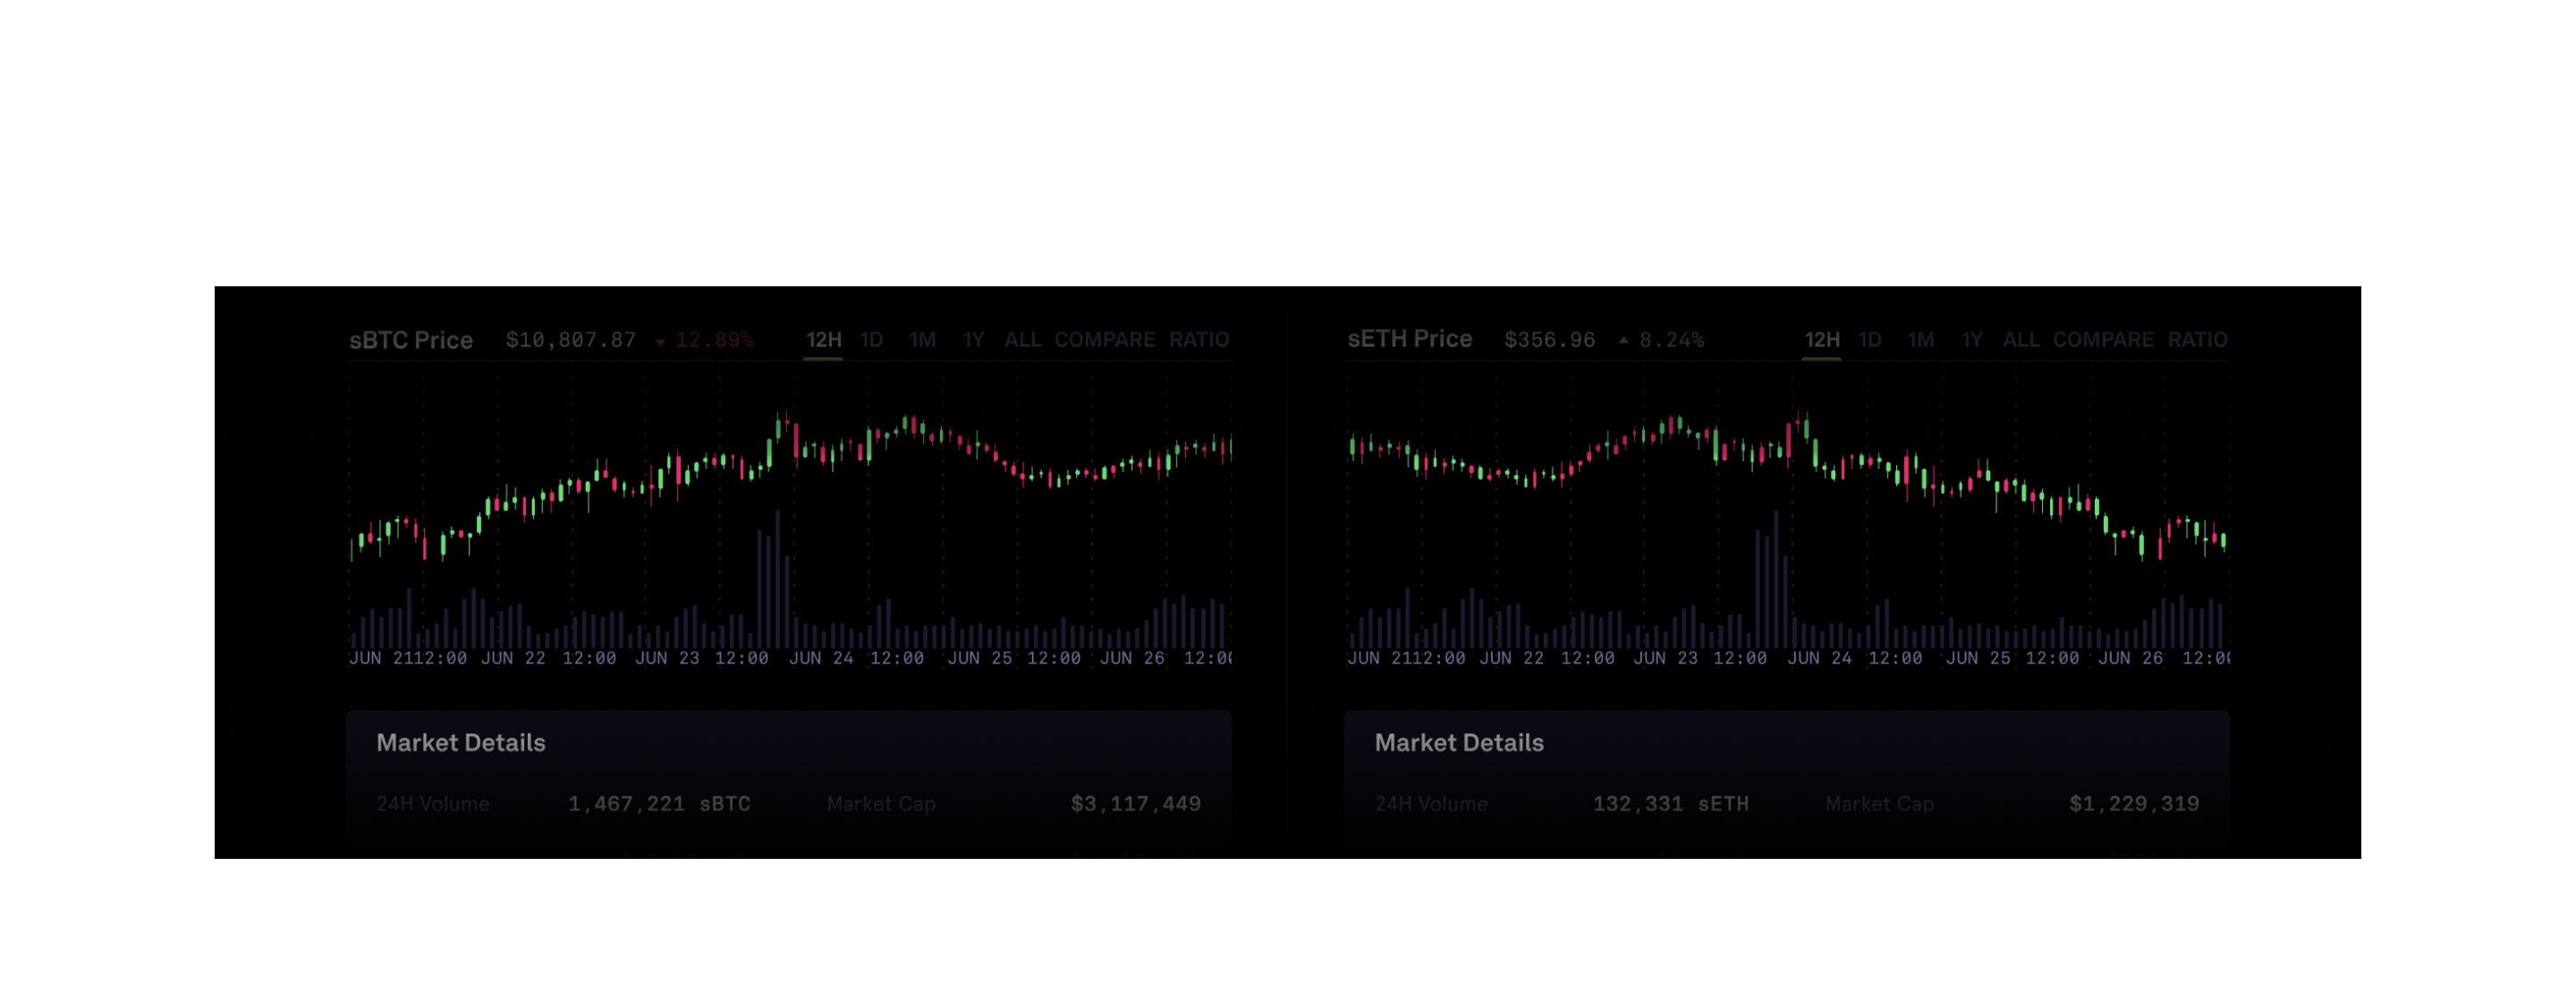 sBTC Price $10,807.87 ▼ 12.89% 12H 1D 1M 1Y ALL COMPARE RATIO
JUN 21 12:00 JUN 22 12:00 JUN 23 12:00 JUN 24 12:00 JUN 25 12:00 JUN 26 12:00
Market Details
24H Volume 1,467,221 sBTC Market Cap $3,117,449
sETH Price $356.96 ▲ 8.24% 12H 1D 1M 1Y ALL COMPARE RATIO
JUN 21 12:00 JUN 22 12:00 JUN 23 12:00 JUN 24 12:00 JUN 25 12:00 JUN 26 12:00
Market Details
24H Volume 132,331 sETH Market Cap $1,229,319